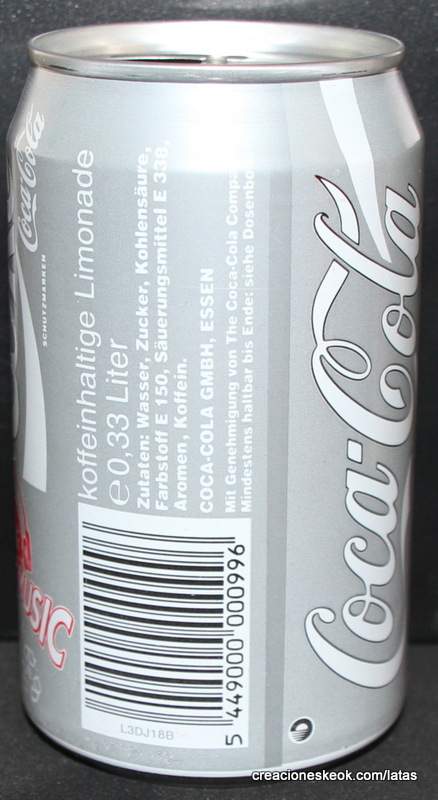 Coca-Cola
SCHUTZMARKEN
MUSIC
koffeinhaltige Limonade
℮ 0,33 Liter
Zutaten: Wasser, Zucker, Kohlensäure,
Farbstoff E 150, Säuerungsmittel E 338,
Aromen, Koffein.
COCA-COLA GMBH, ESSEN
Mit Genehmigung von The Coca-Cola
Mindestens haltbar bis Ende: siehe
5 449000 000996
L3DJ18B
Coca-Cola
creacioneskeok.com/latas